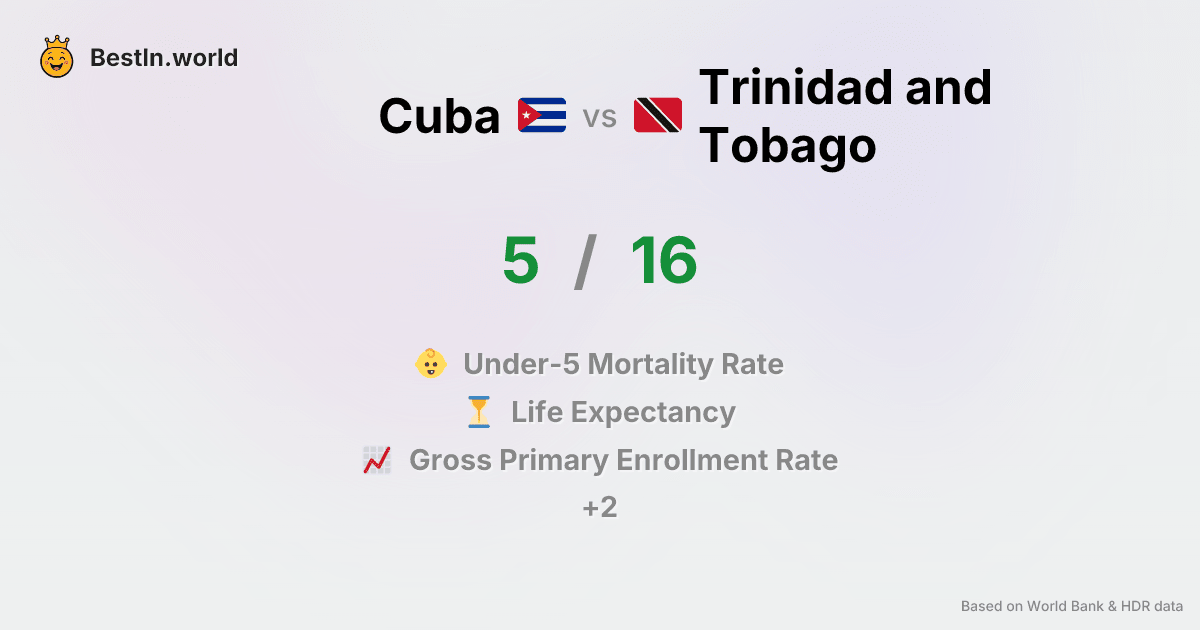 BestIn.world
Cuba vs Trinidad and
Tobago
5 / 16
Under-5 Mortality Rate
Life Expectancy
Gross Primary Enrollment Rate
+2
Based on World Bank & HDR data